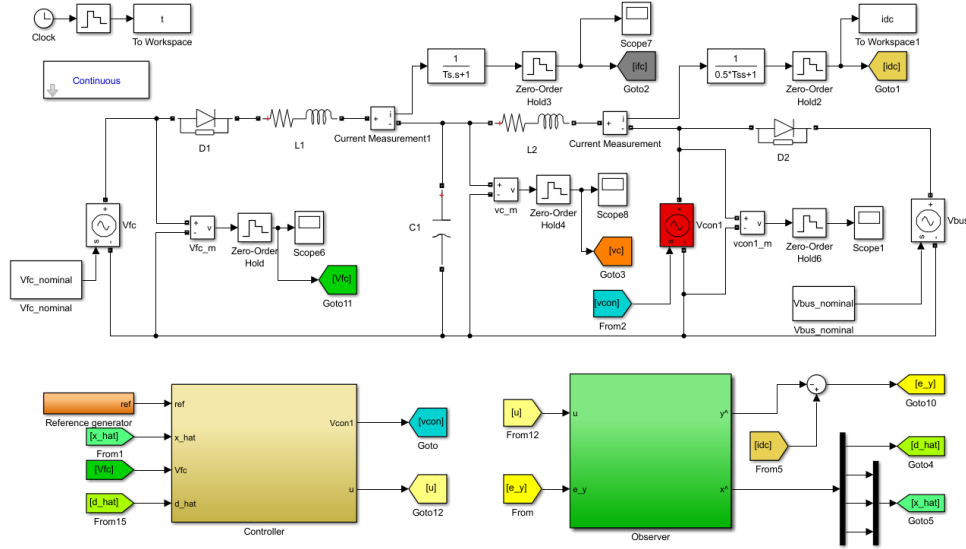 Clock
t
To Workspace
Continuous
1
Ts.s+1
Zero-Order
Hold3
Scope7
[ifc]
Goto2
1
0.5*Tss+1
Zero-Order
Hold2
idc
To Workspace1
[idc]
Goto1
D1
L1
+
i
-
Current Measurement1
L2
+
i
-
Current Measurement
D2
+
s
-
Vfc
+
-
v
Vfc_m
Zero-Order
Hold
Scope6
[Vfc]
Goto11
Vfc_nominal
Vfc_nominal
+
C1
+
-
v
vc_m
Zero-Order
Hold4
Scope8
[vc]
Goto3
[vcon]
From2
+
s
-
Vcon1
+
-
v
vcon1_m
Zero-Order
Hold6
Scope1
+
s
-
Vbus
Vbus_nominal
Vbus_nominal
ref
Reference generator
[x_hat]
From1
[Vfc]
[d_hat]
From15
ref
x_hat
Vfc
d_hat
Vcon1
u
Controller
[vcon]
Goto
[u]
Goto12
[u]
From12
[e_y]
From
u
e_y
y^
x^
Observer
-
+
[idc]
From5
[e_y]
Goto10
[d_hat]
Goto4
[x_hat]
Goto5